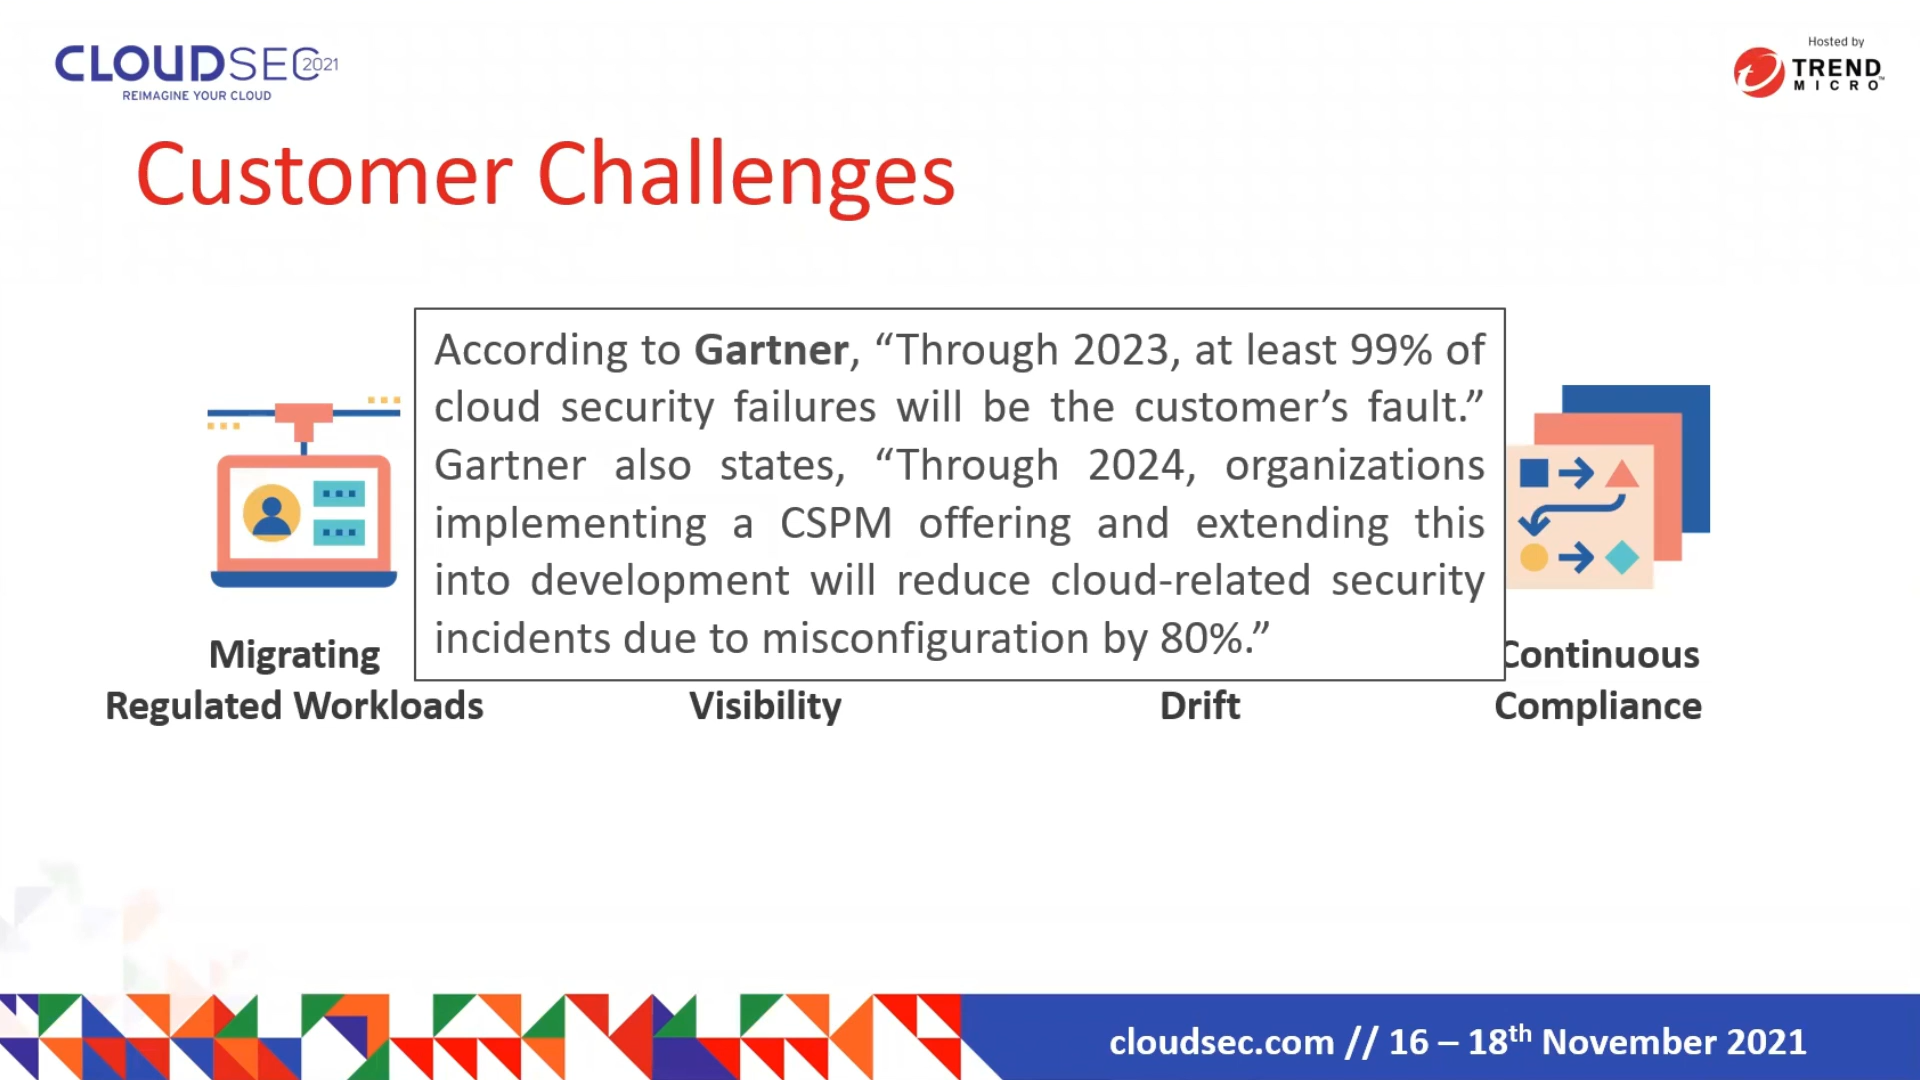 CLOUDSEC2021
REIMAGINE YOUR CLOUD
Hosted by
TREND
MICRO™
Customer Challenges
According to Gartner, “Through 2023, at least 99% of
cloud security failures will be the customer’s fault.”
Gartner also states, “Through 2024, organizations
implementing a CSPM offering and extending this
into development will reduce cloud-related security
incidents due to misconfiguration by 80%.”
Migrating
Regulated Workloads
Visibility
Drift
Continuous
Compliance
cloudsec.com // 16 – 18th November 2021